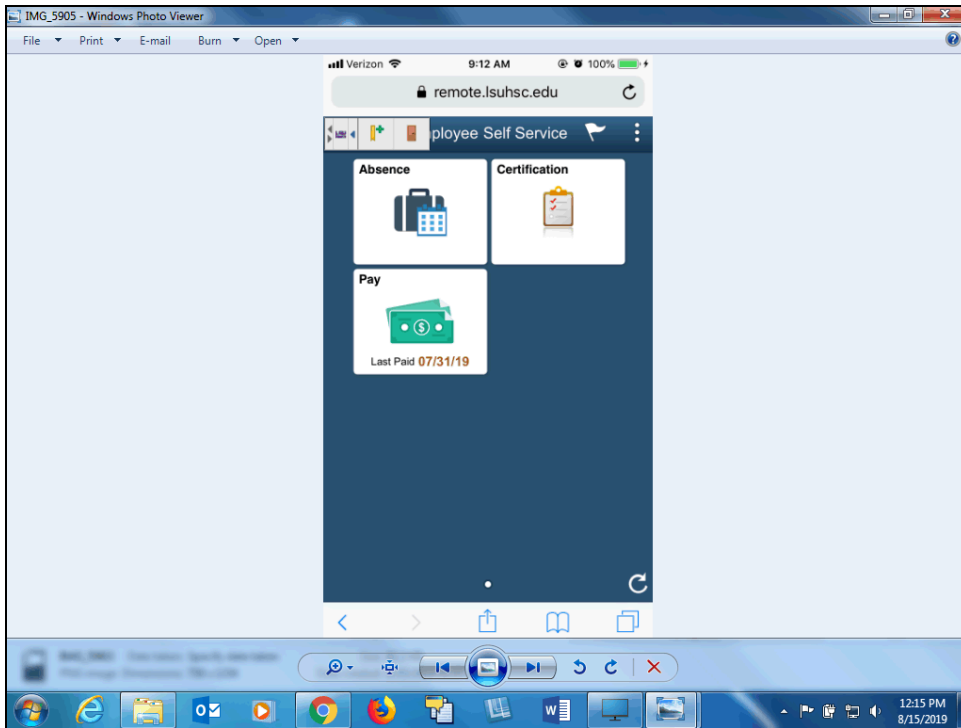 IMG_5905 - Windows Photo Viewer
File Print E-mail Burn Open
Verizon 9:12 AM 100%
remote.lsuhsc.edu
ployee Self Service
Absence
Certification
Pay
Last Paid 07/31/19
12:15 PM
8/15/2019